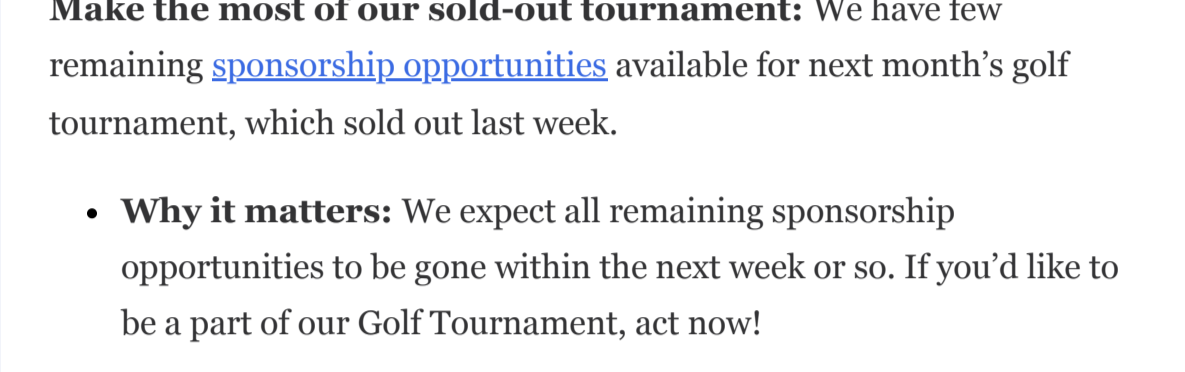 Make the most of our sold-out tournament: We have few
remaining sponsorship opportunities available for next month’s golf
tournament, which sold out last week.
• Why it matters: We expect all remaining sponsorship
opportunities to be gone within the next week or so. If you’d like to
be a part of our Golf Tournament, act now!